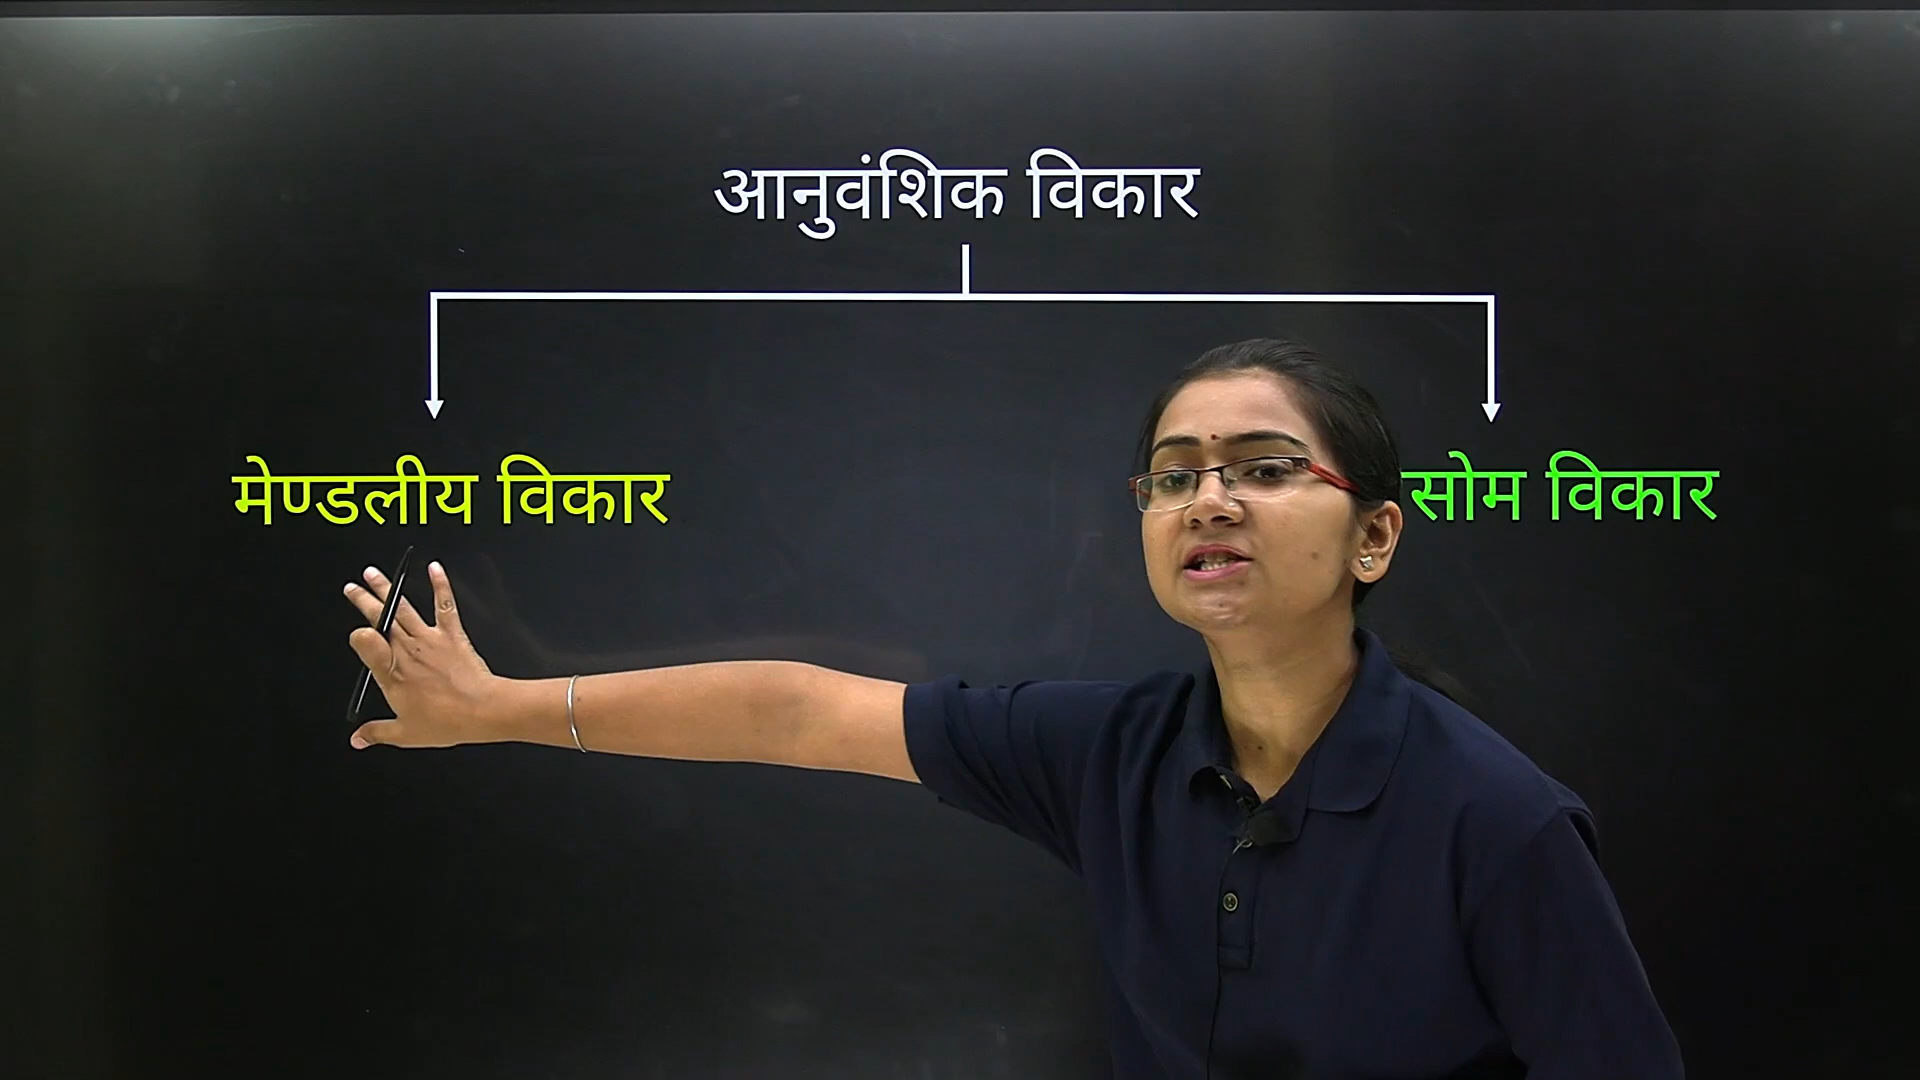 आनुवंशिक विकार
मेण्डलीय विकार
सोम विकार